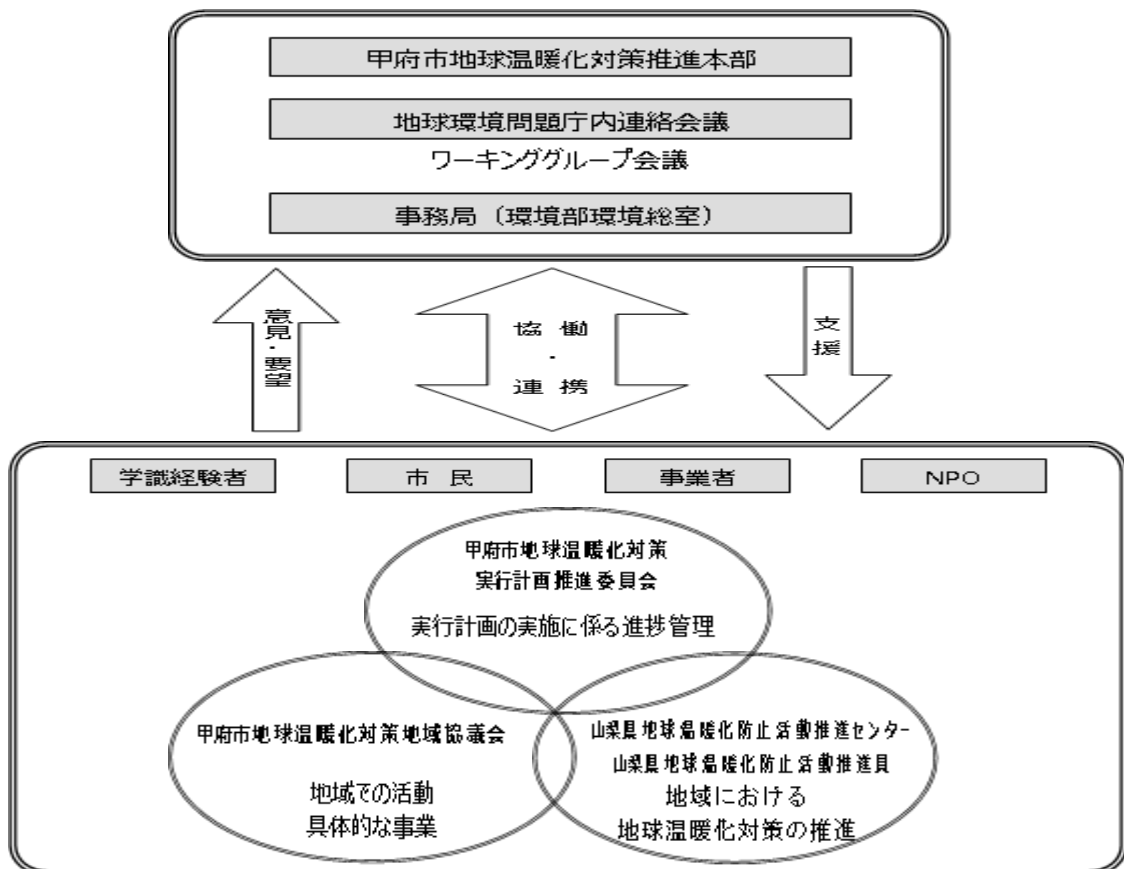 甲府市地球温暖化対策推進本部
地球環境問題庁内連絡会議
ワーキンググループ会議
事務局（環境部環境総室）
意見・要望
協働
・
連携
支援
学識経験者
市民
事業者
NPO
甲府市地球温暖化対策
実行計画推進委員会
実行計画の実施に係る進捗管理
甲府市地球温暖化対策地域協議会
地域での活動
具体的な事業
山梨県地球温暖化防止活動推進センター
山梨県地球温暖化防止活動推進員
地域における
地球温暖化対策の推進